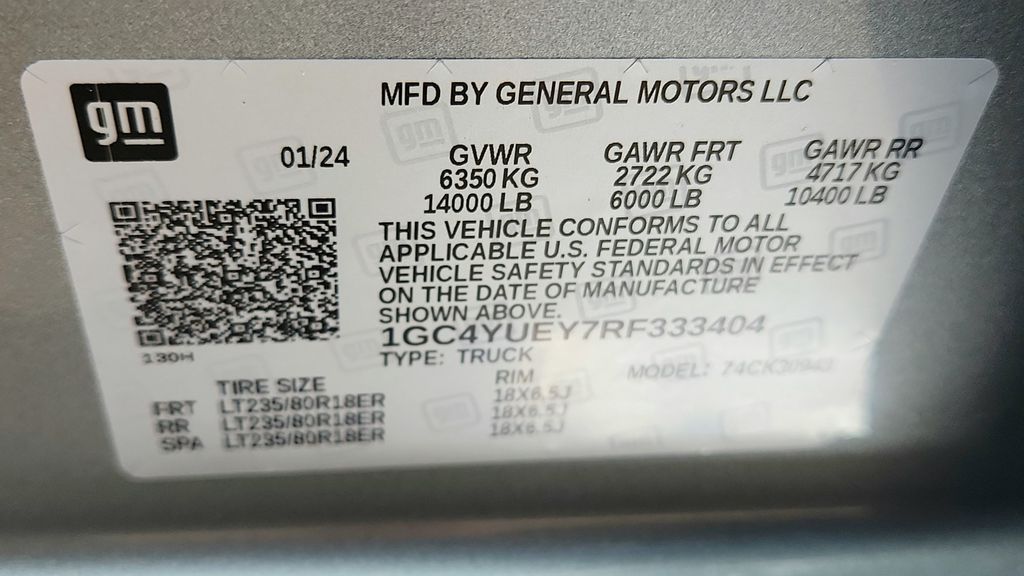 gm
MFD BY GENERAL MOTORS LLC
01/24 GVWR GAWR FRT GAWR RR
6350 KG 2722 KG 4717 KG
14000 LB 6000 LB 10400 LB
THIS VEHICLE CONFORMS TO ALL
APPLICABLE U.S. FEDERAL MOTOR
VEHICLE SAFETY STANDARDS IN EFFECT
ON THE DATE OF MANUFACTURE
SHOWN ABOVE.
1GC4YUEY7RF333404
130H
TYPE: TRUCK MODEL:
TIRE SIZE RIM
FRT LT235/80R18ER 18X6.5J
RR LT235/80R18ER 18X6.5J
SPA LT235/80R18ER 18X6.5J